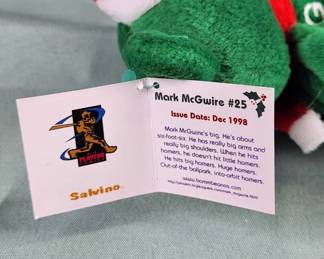 Mark McGwire #25
Issue Date: Dec 1998
Mark McGwire's big. He's about
six-foot-six. He has really big arms and
really big shoulders. When he hits
homers, he doesn't hit little homers.
He hits big homers. Huge homers.
Out-of-the ballpark, into-orbit homers.
www.bammbeanos.com
PLAYERS
Salvino